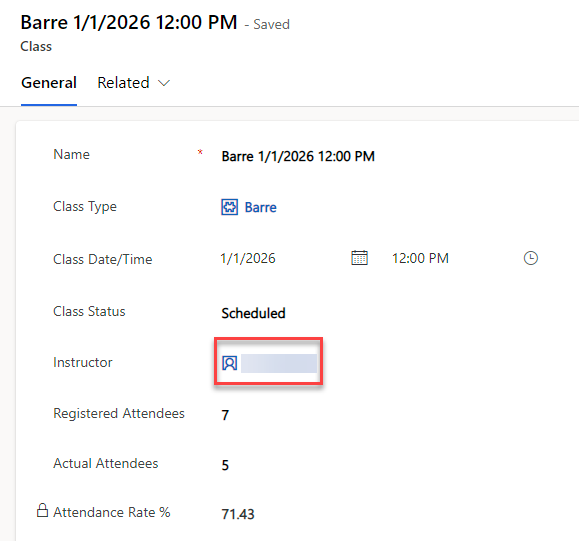 Barre 1/1/2026 12:00 PM - Saved
Class
General Related
Name * Barre 1/1/2026 12:00 PM
Class Type Barre
Class Date/Time 1/1/2026 12:00 PM
Class Status Scheduled
Instructor
Registered Attendees 7
Actual Attendees 5
Attendance Rate % 71.43